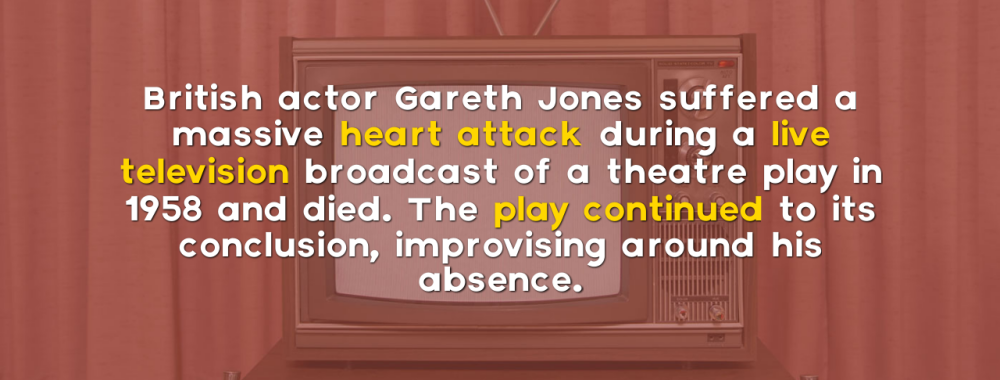 British actor Gareth Jones suffered a
massive heart attack during a live
television broadcast of a theatre play in
1958 and died. The play continued to its
conclusion, improvising around his
absence.